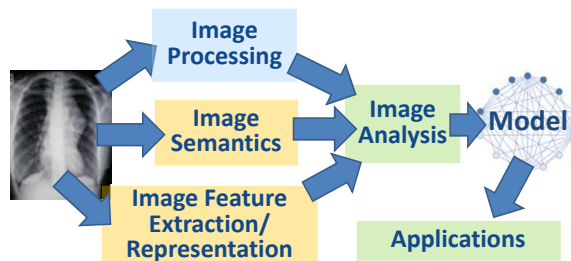 Image
Processing
Image
Semantics
Image Feature
Extraction/
Representation
Image
Analysis
Model
Applications